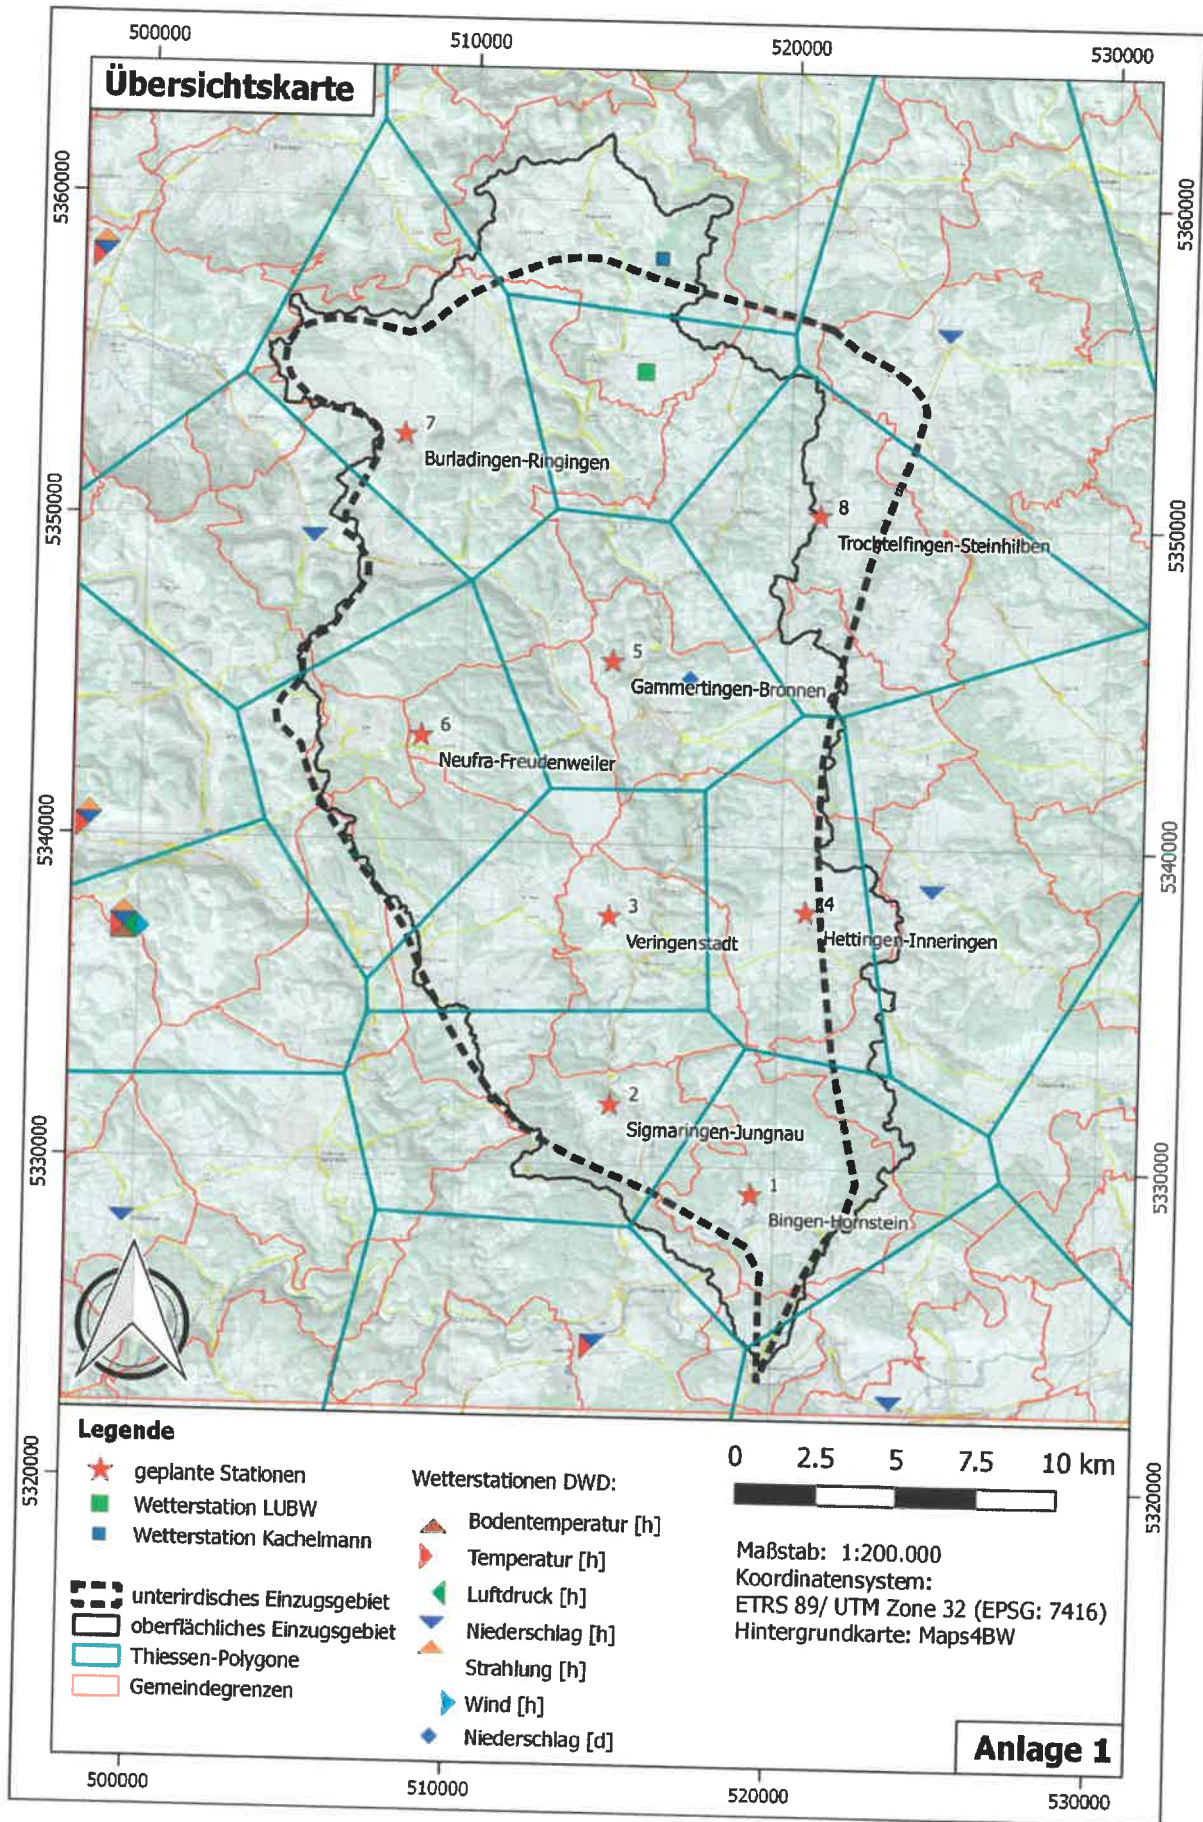 500000
510000
520000
530000
Übersichtskarte
5360000
5360000
7
Burladingen-Ringingen
5350000
8
Trochtelfingen-Steinhilben
5350000
5
Gammertingen-Bronnen
6
Neufra-Freudenweiler
5340000
5340000
3
Veringenstadt
4
Hettingen-Inneringen
2
Sigmaringen-Jungnau
5330000
5330000
1
Bingen-Hornstein
Legende
geplante Stationen
Wetterstation LUBW
Wetterstation Kachelmann
unterirdisches Einzugsgebiet
oberflächliches Einzugsgebiet
Thiessen-Polygone
Gemeindegrenzen
Wetterstationen DWD:
Bodentemperatur [h]
Temperatur [h]
Luftdruck [h]
Niederschlag [h]
Strahlung [h]
Wind [h]
Niederschlag [d]
0 2.5 5 7.5 10 km
Maßstab: 1:200.000
Koordinatensystem:
ETRS 89/ UTM Zone 32 (EPSG: 7416)
Hintergrundkarte: Maps4BW
5320000
5320000
Anlage 1
500000
510000
520000
530000